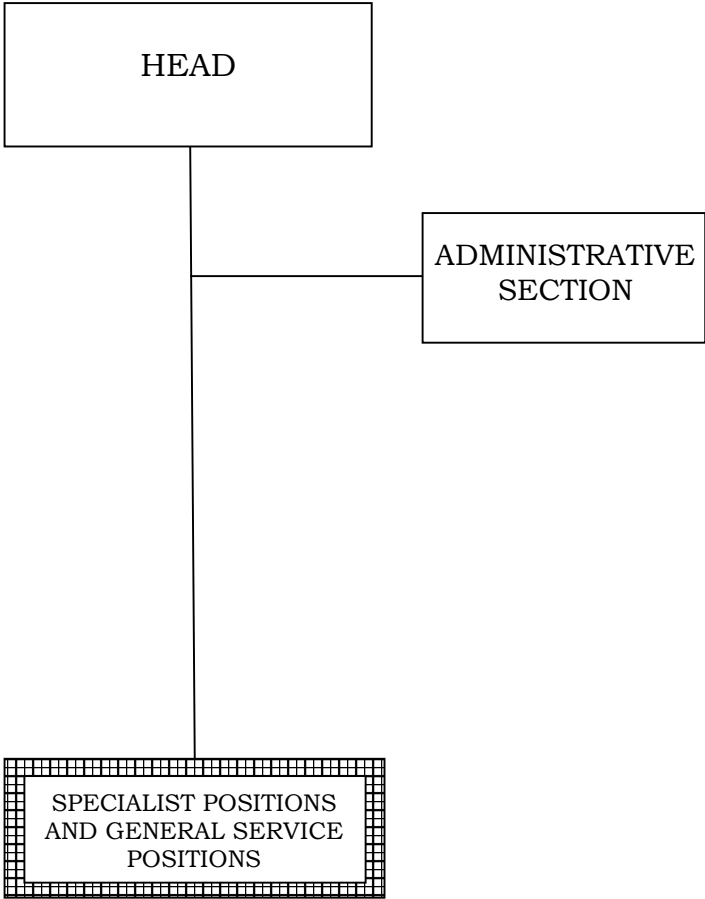 HEAD
ADMINISTRATIVE
SECTION
SPECIALIST POSITIONS
AND GENERAL SERVICE
POSITIONS